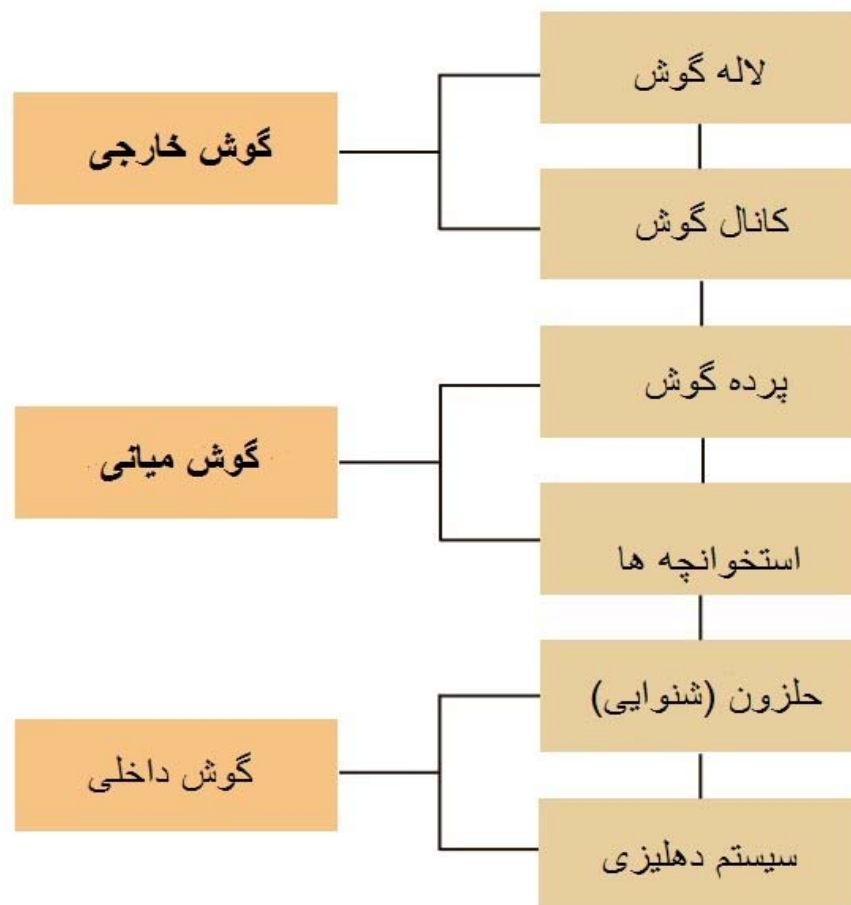 گوش خارجی
لاله گوش
کانال گوش
گوش میانی
پرده گوش
استخوانچه ها
گوش داخلی
حلزون (شنوایی)
سیستم دهلیزی